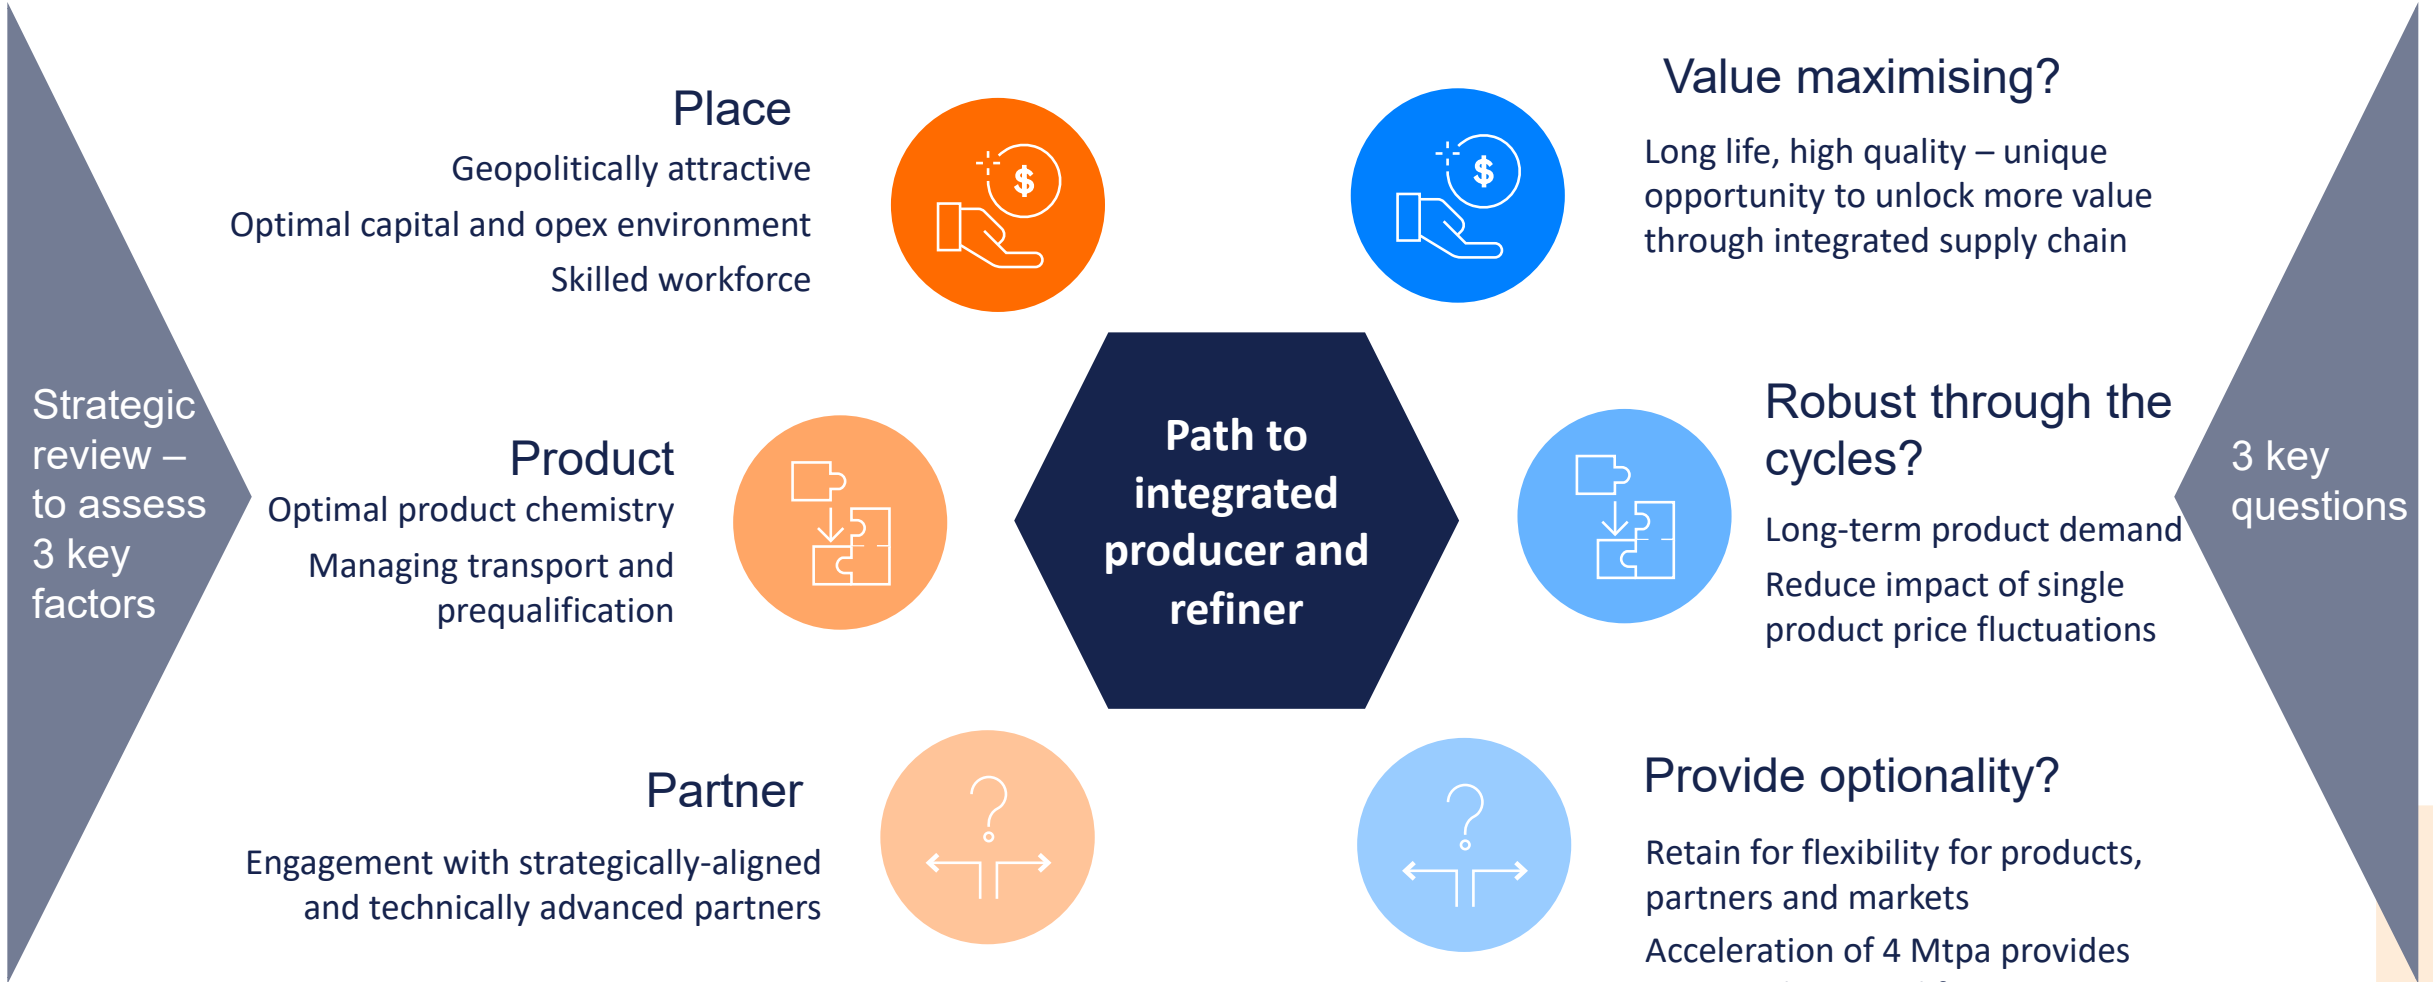 Strategic
review –
to assess
3 key
factors
Place
Geopolitically attractive
Optimal capital and opex environment
Skilled workforce
Product
Optimal product chemistry
Managing transport and
prequalification
Partner
Engagement with strategically-aligned
and technically advanced partners
$
$
Path to
integrated
producer and
refiner
Value maximising?
Long life, high quality – unique
opportunity to unlock more value
through integrated supply chain
Robust through the
cycles?
Long-term product demand
Reduce impact of single
product price fluctuations
Provide optionality?
Retain for flexibility for products,
partners and markets
Acceleration of 4 Mtpa provides
3 key
questions